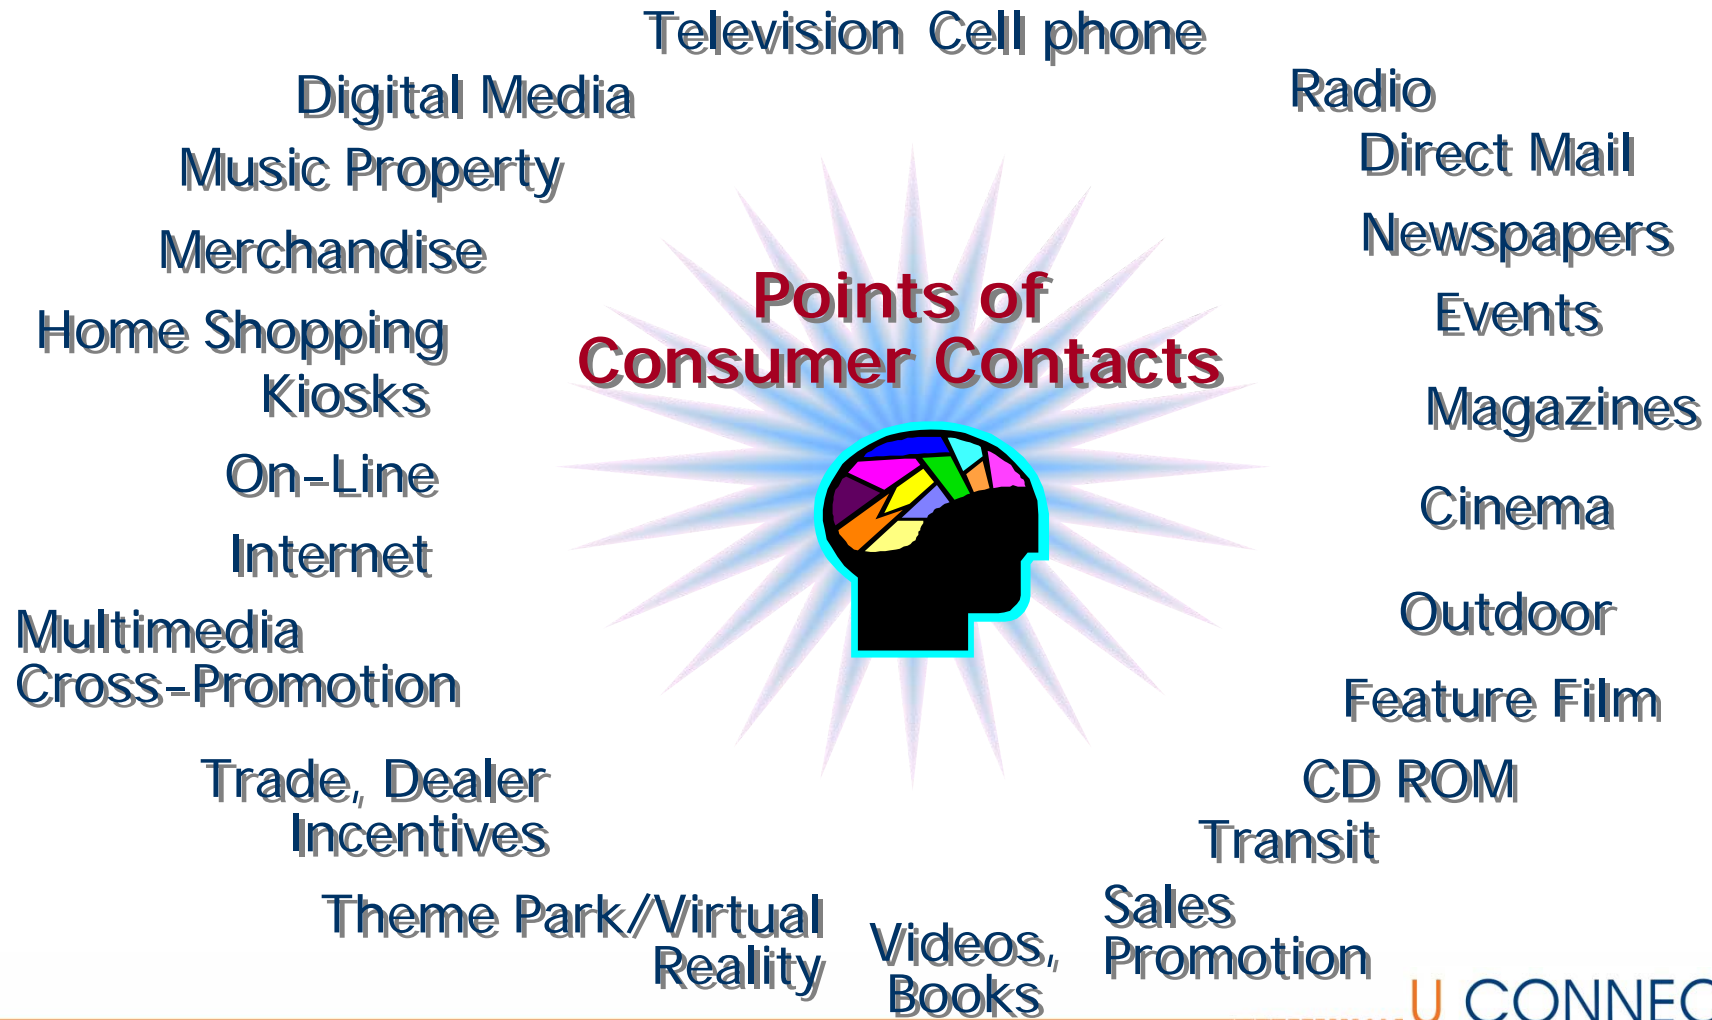 Television Cell phone
Digital Media
Radio
Music Property
Direct Mail
Merchandise
Newspapers
Points of
Consumer Contacts
Home Shopping
Kiosks
Events
Magazines
On-Line
Cinema
Internet
Outdoor
Multimedia
Cross-Promotion
Feature Film
Trade, Dealer
Incentives
CD ROM
Transit
Theme Park/Virtual
Reality
Videos,
Books
Sales
Promotion
U CONNEC